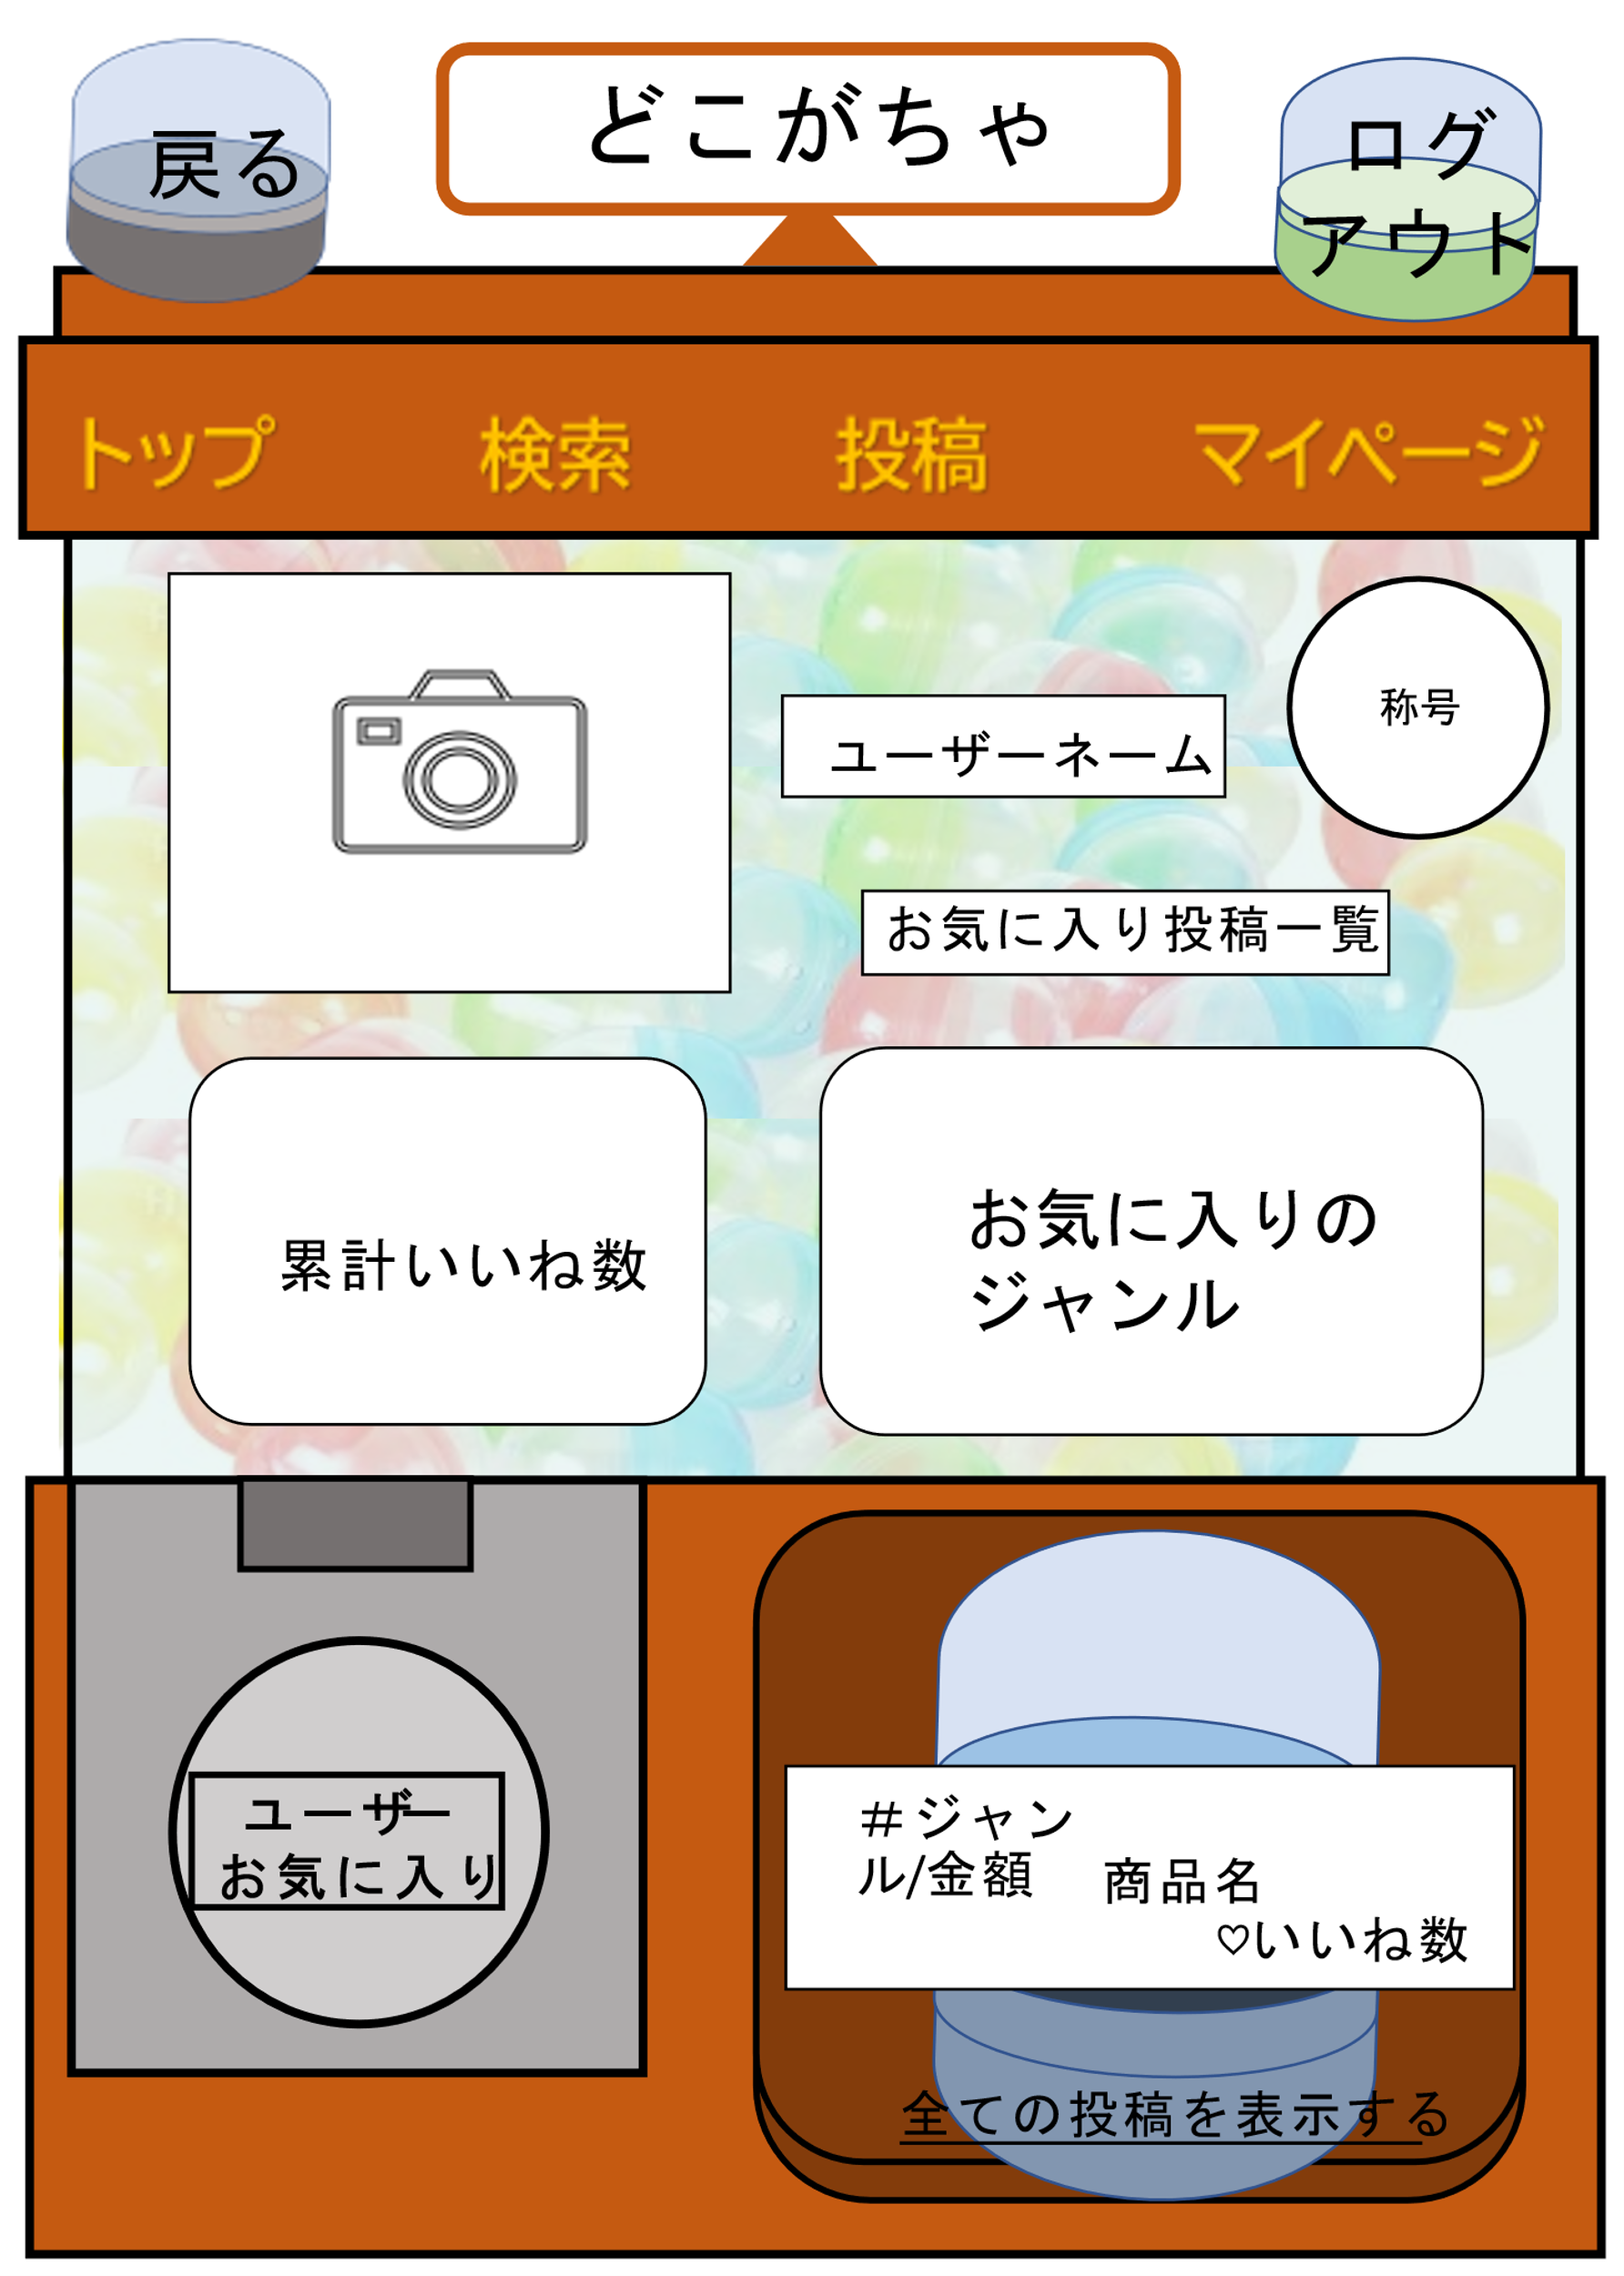 戻る
どこがちゃ
ログ
アウト
トップ 検索 投稿 マイページ
ユーザーネーム
称号
お気に入り投稿一覧
累計いいね数
お気に入りの
ジャンル
ユーザー
お気に入り
#ジャン
ル/金額 商品名
♡いいね数
全ての投稿を表示する